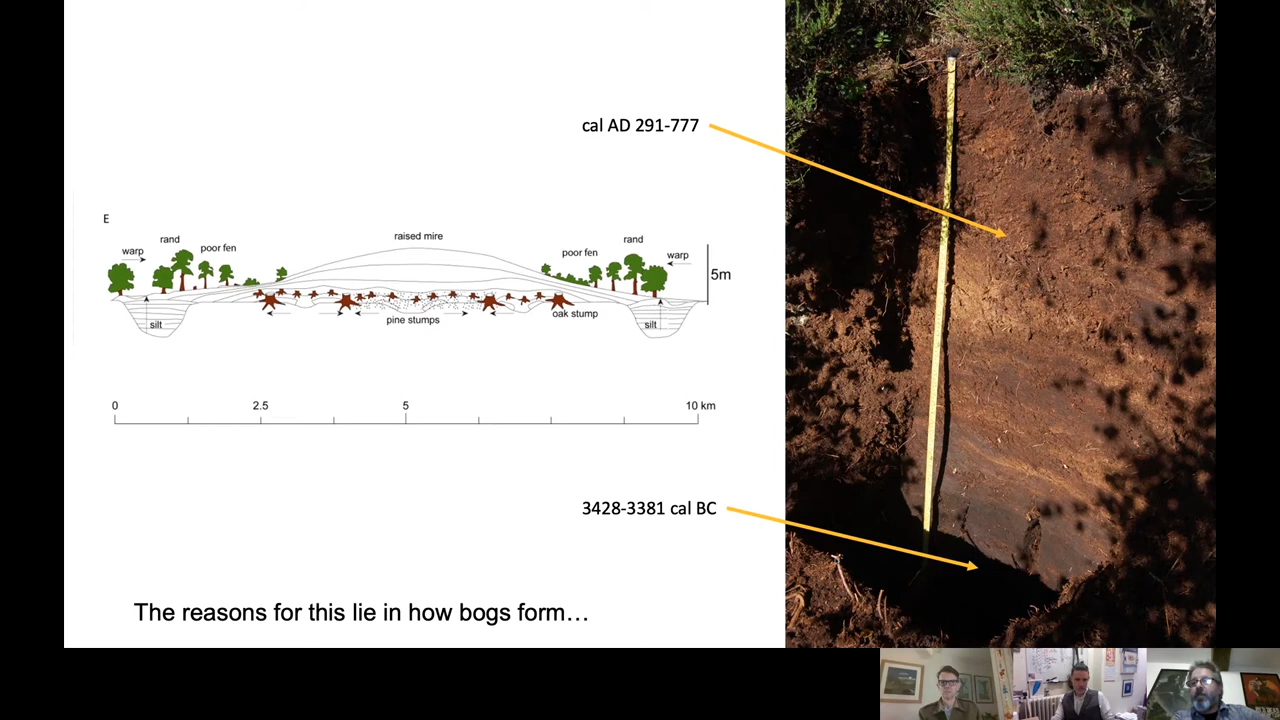 cal AD 291-777
E
rand
warp
poor fen
raised mire
poor fen
rand
warp
5m
silt
pine stumps
oak stump
silt
0 2.5 5 10 km
3428-3381 cal BC
The reasons for this lie in how bogs form…